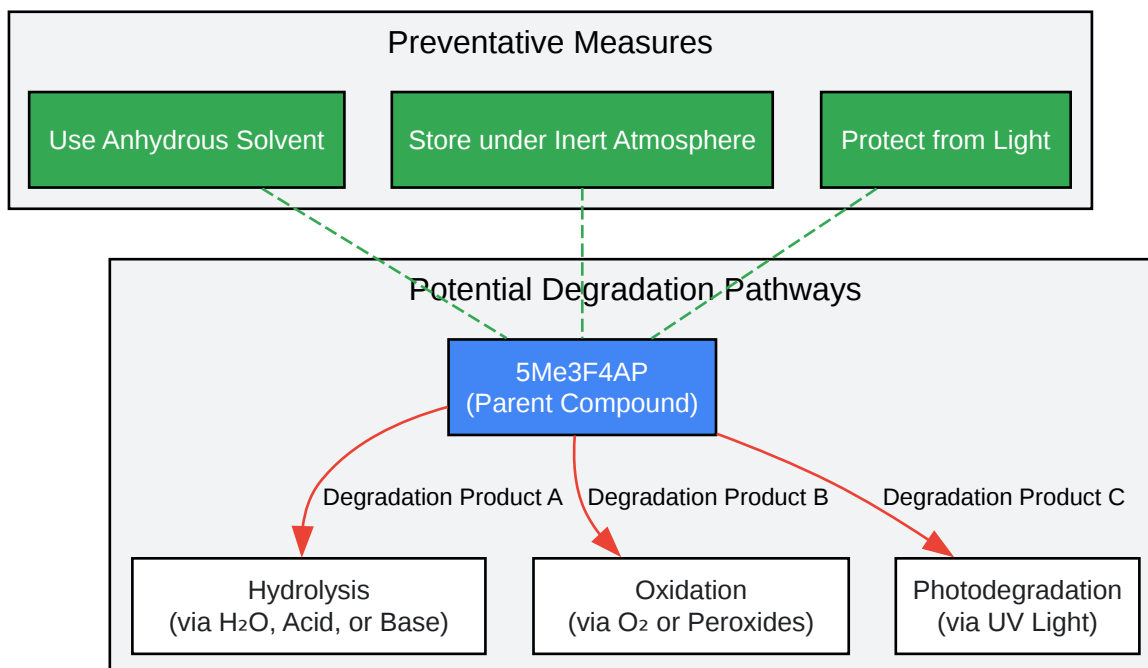 Preventative Measures
Use Anhydrous Solvent
Store under Inert Atmosphere
Protect from Light
Potential Degradation Pathways
5Me3F4AP
(Parent Compound)
Degradation Product A
Degradation Product B
Degradation Product C
Hydrolysis
(via H₂O, Acid, or Base)
Oxidation
(via O₂ or Peroxides)
Photodegradation
(via UV Light)